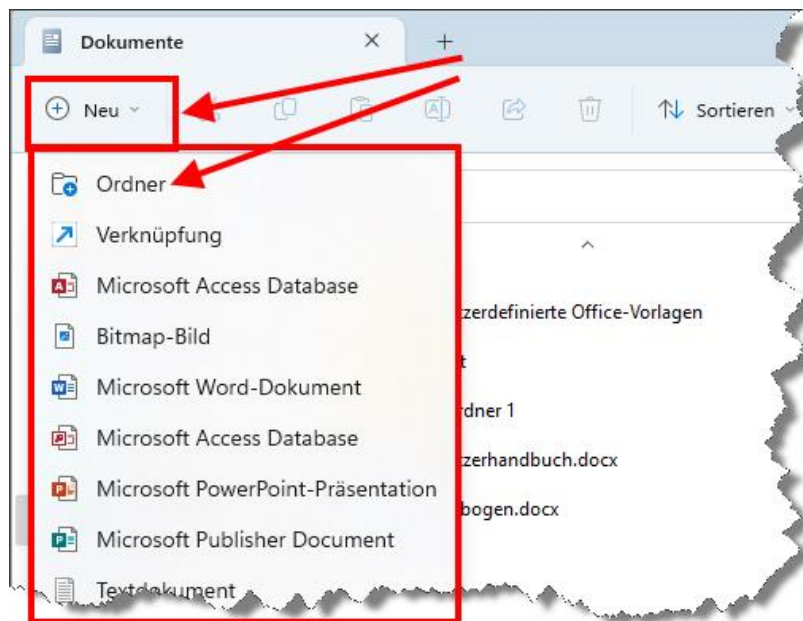 Dokumente
Neu
Sortieren
Ordner
Verknüpfung
Microsoft Access Database
zerdefinierte Office-Vorlagen
Bitmap-Bild
t
Microsoft Word-Dokument
rdner 1
Microsoft Access Database
zerhandbuch.docx
Microsoft PowerPoint-Präsentation
bogen.docx
Microsoft Publisher Document
Textdokument